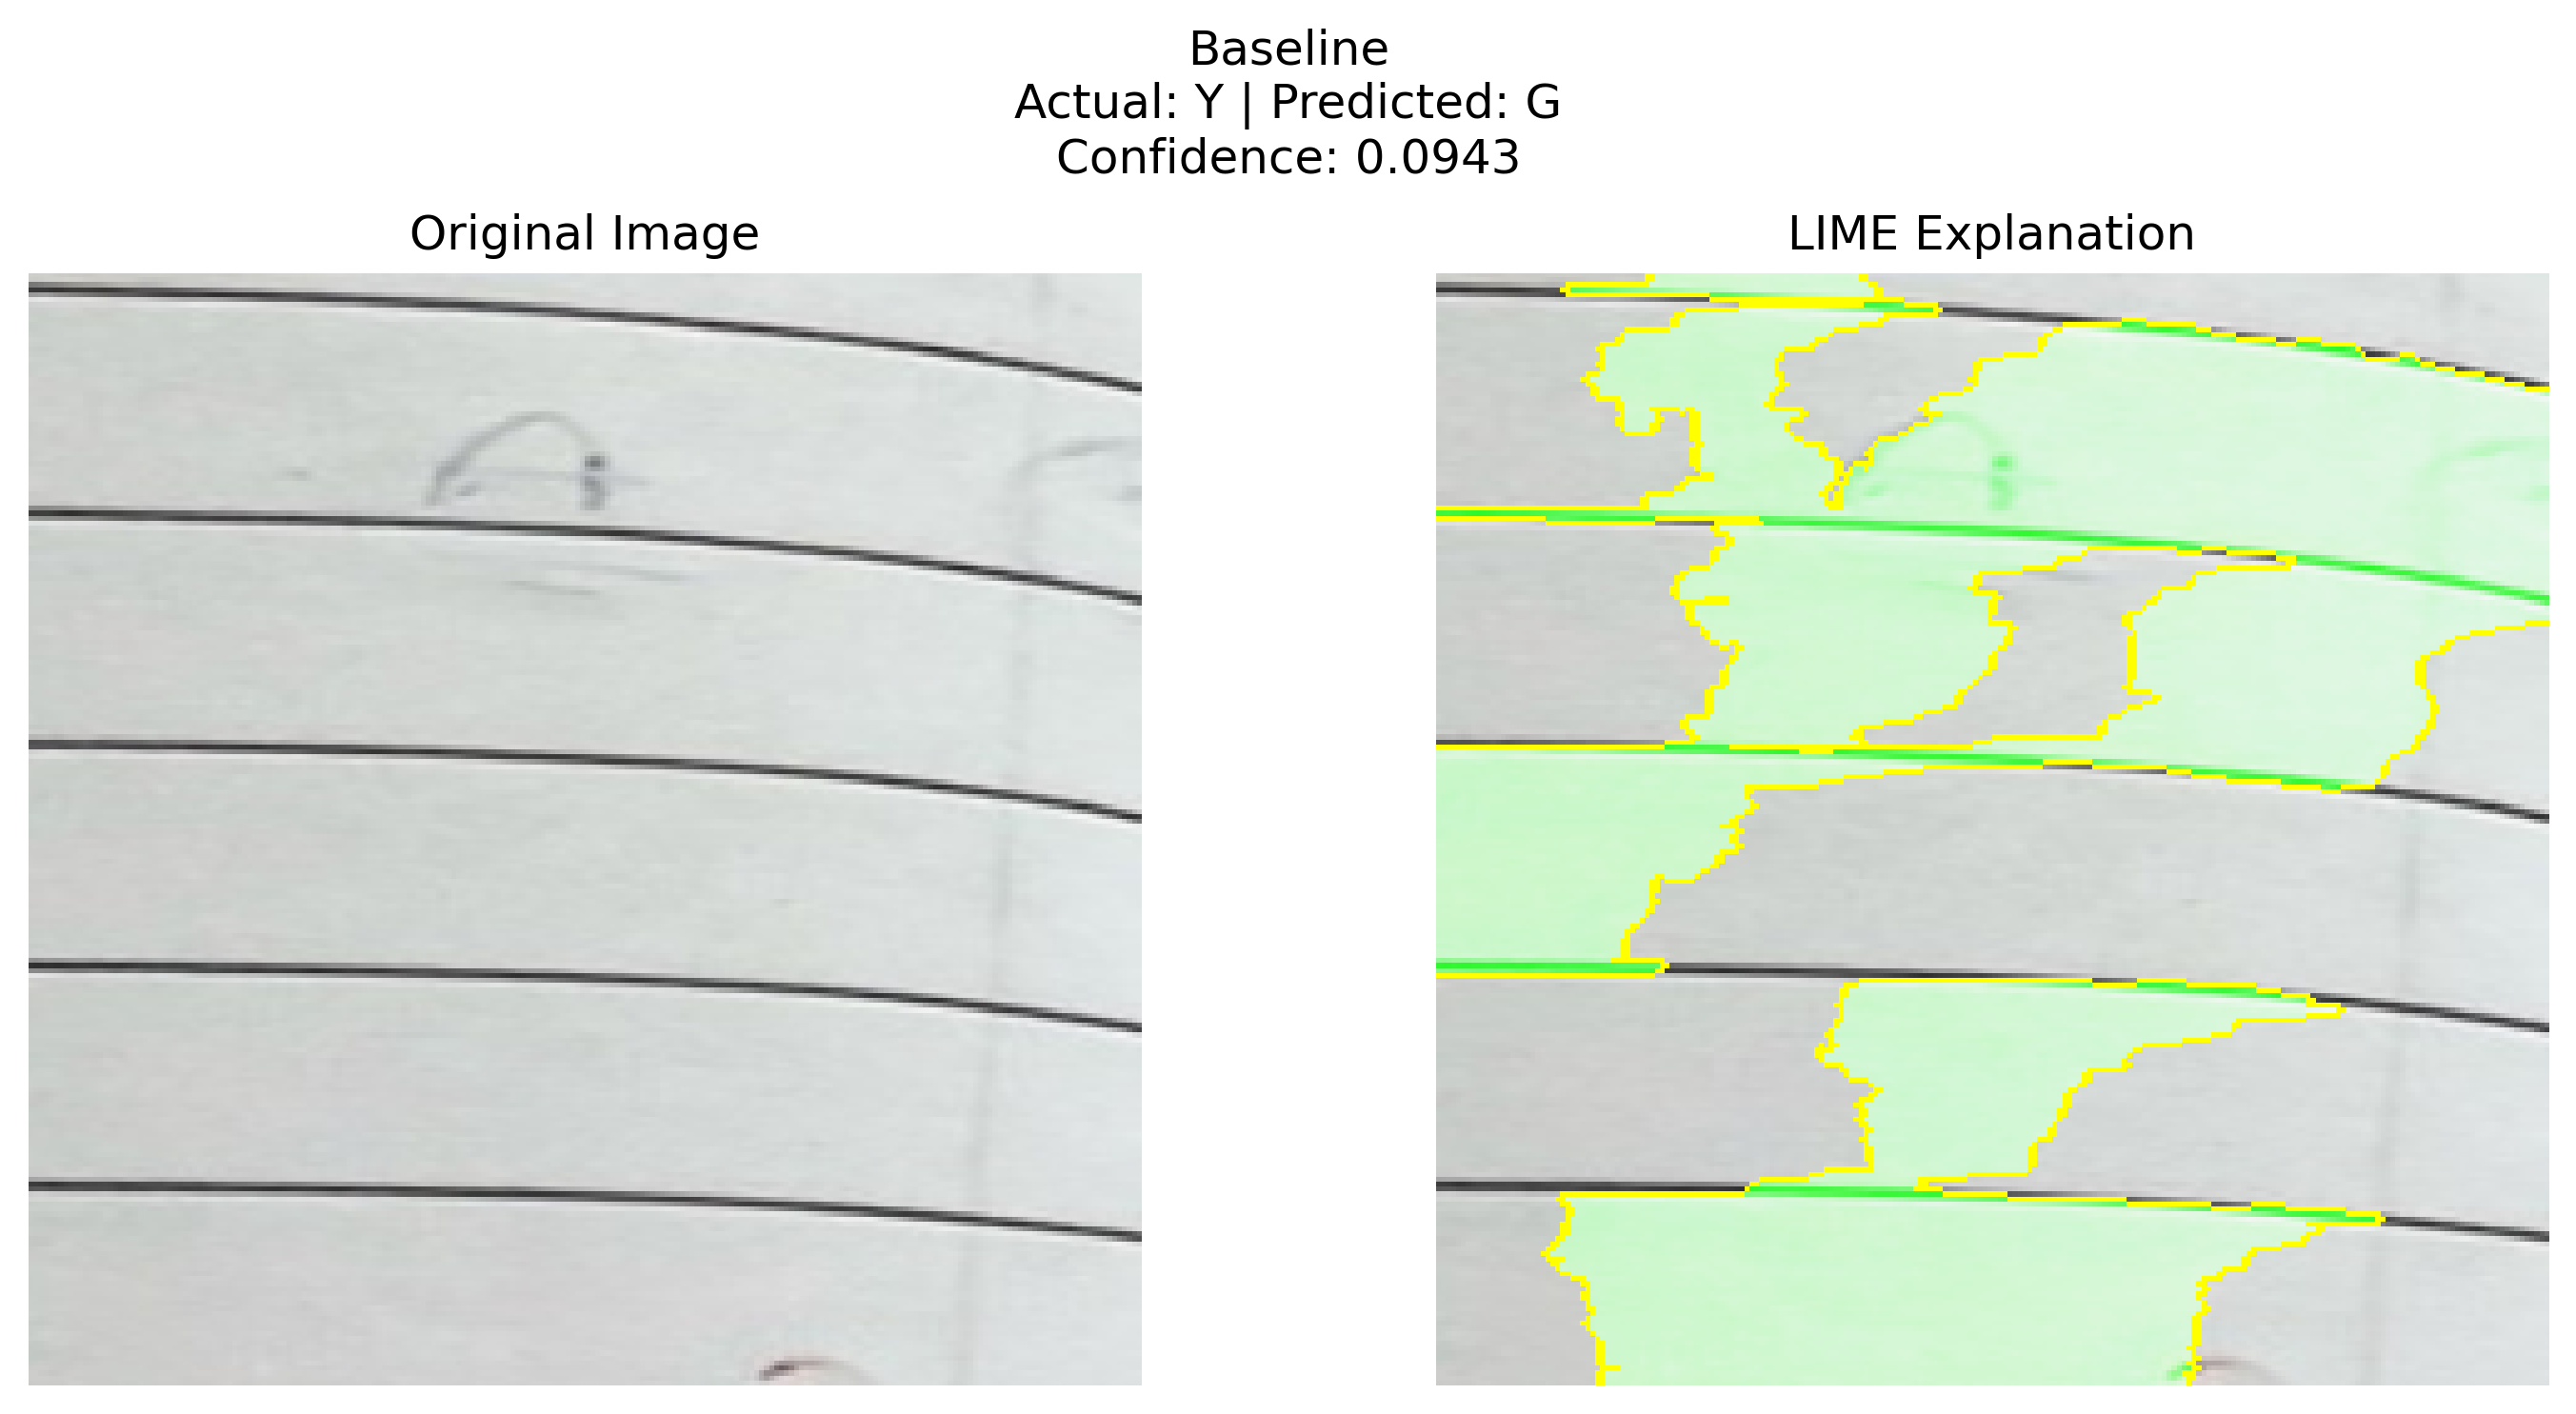 Baseline
Actual: Y | Predicted: G
Confidence: 0.0943
Original Image LIME Explanation